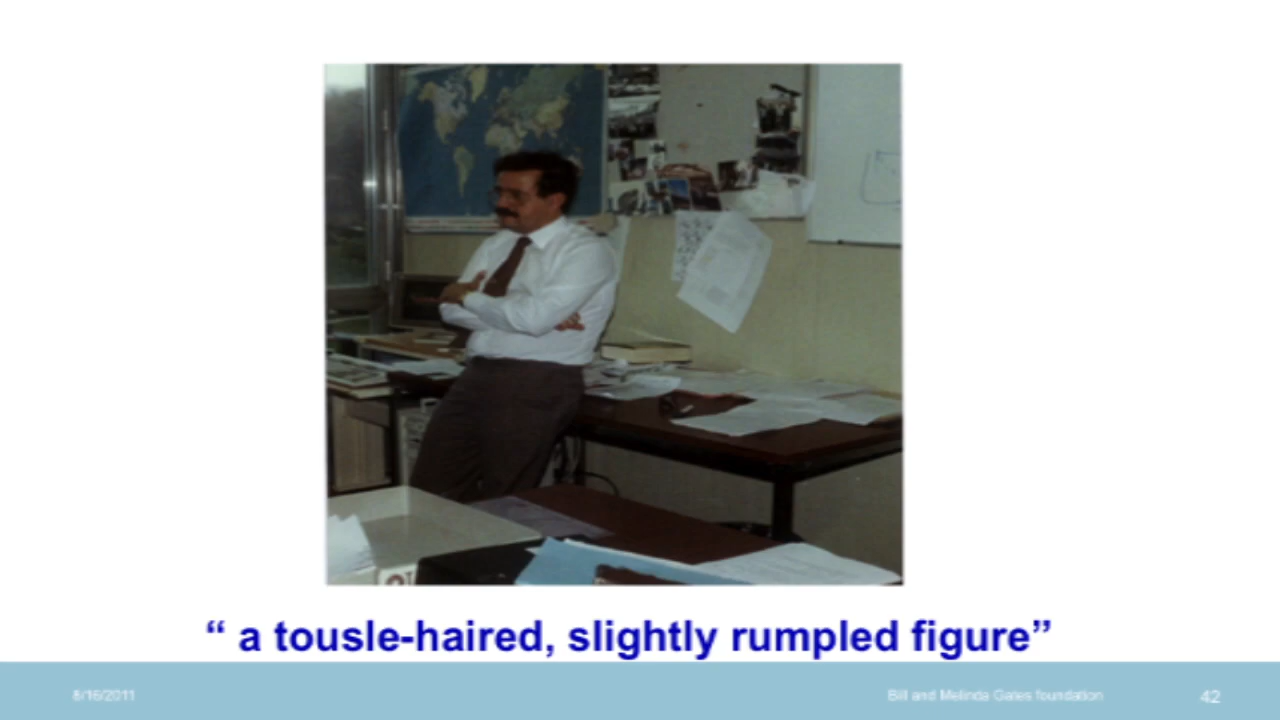 “ a tousle-haired, slightly rumpled figure”
8/16/2011
Bill and Melinda Gates foundation
42